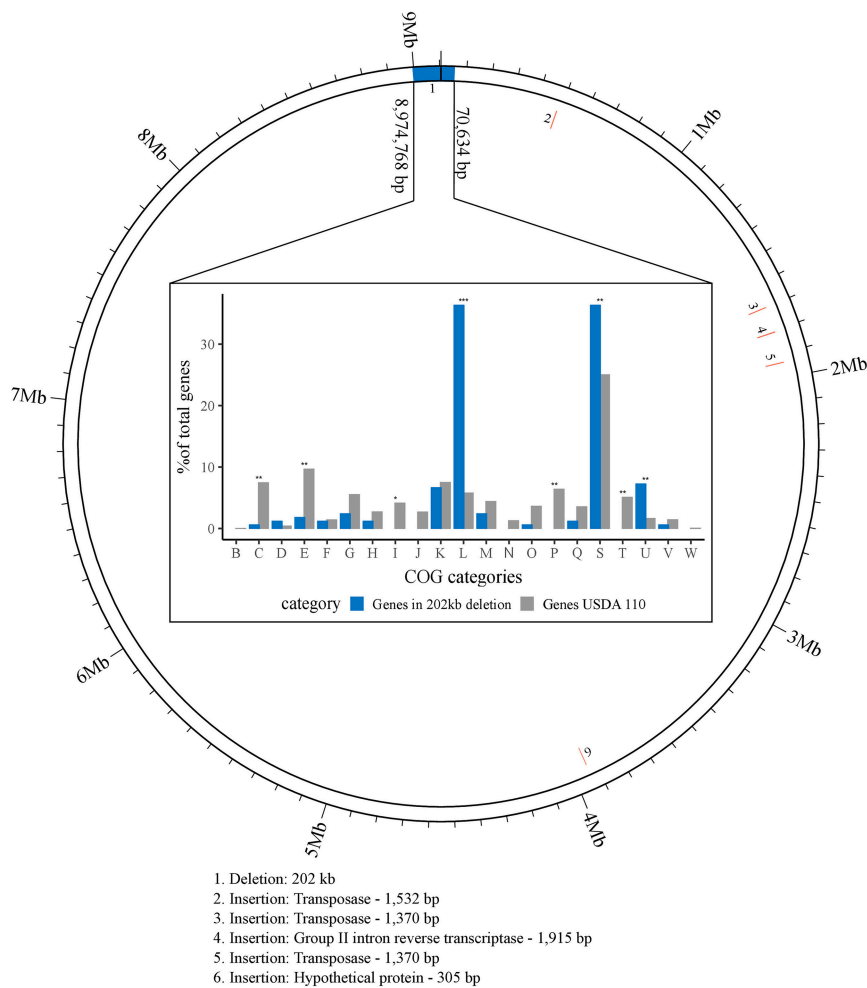 9Mb
1
8,974,768 bp
70,634 bp
2
1Mb
8Mb
3
4
5
2Mb
7Mb
***
**
30
20
10
0
%of total genes
**
**
*
**
**
**
B C D E F G H I J K L M N O P Q S T U V W
COG categories
category Genes in 202kb deletion Genes USDA 110
3Mb
6Mb
6
4Mb
5Mb
1. Deletion: 202 kb
2. Insertion: Transposase - 1,532 bp
3. Insertion: Transposase - 1,370 bp
4. Insertion: Group II intron reverse transcriptase - 1,915 bp
5. Insertion: Transposase - 1,370 bp
6. Insertion: Hypothetical protein - 305 bp